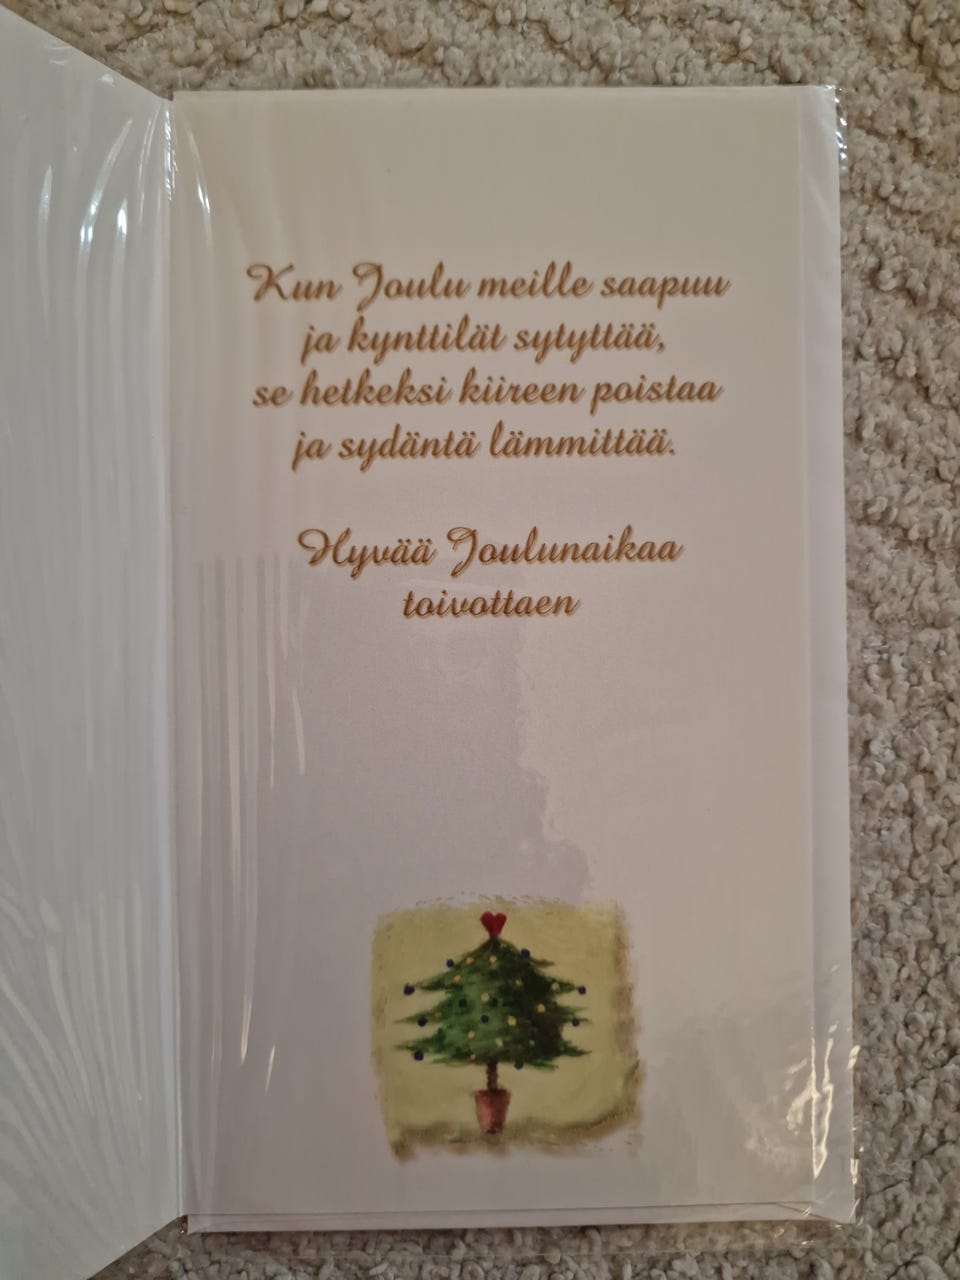 Kun Joulu meille saapuu
ja kynttilät sytyttää,
se hetkeksi kiireen poistaa
ja sydäntä lämmittää.
Hyvää Joulunaikaa
toivottaen